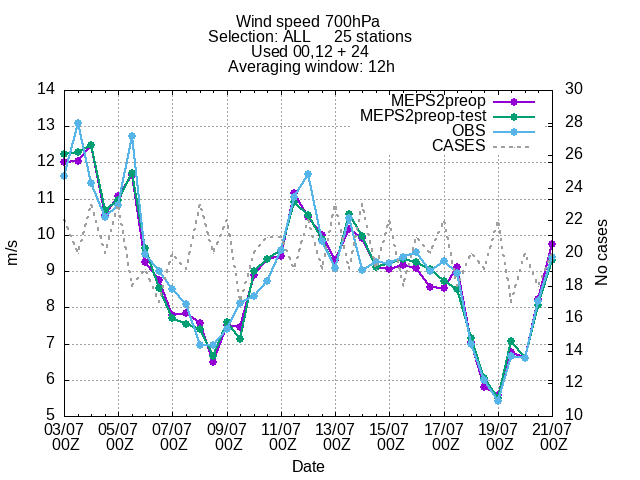 Wind speed 700hPa
Selection: ALL 25 stations
Used 00,12 + 24
Averaging window: 12h
14 30
MEPS2preop
13 28
MEPS2preop-test
OBS
12 26
CASES
11 24
10 22
m/s
No cases
9 20
8 18
7 16
6 14
5 12
10
03/07 05/07 07/07 09/07 11/07 13/07 15/07 17/07 19/07 21/07
00Z 00Z 00Z 00Z 00Z 00Z 00Z 00Z 00Z 00Z
Date